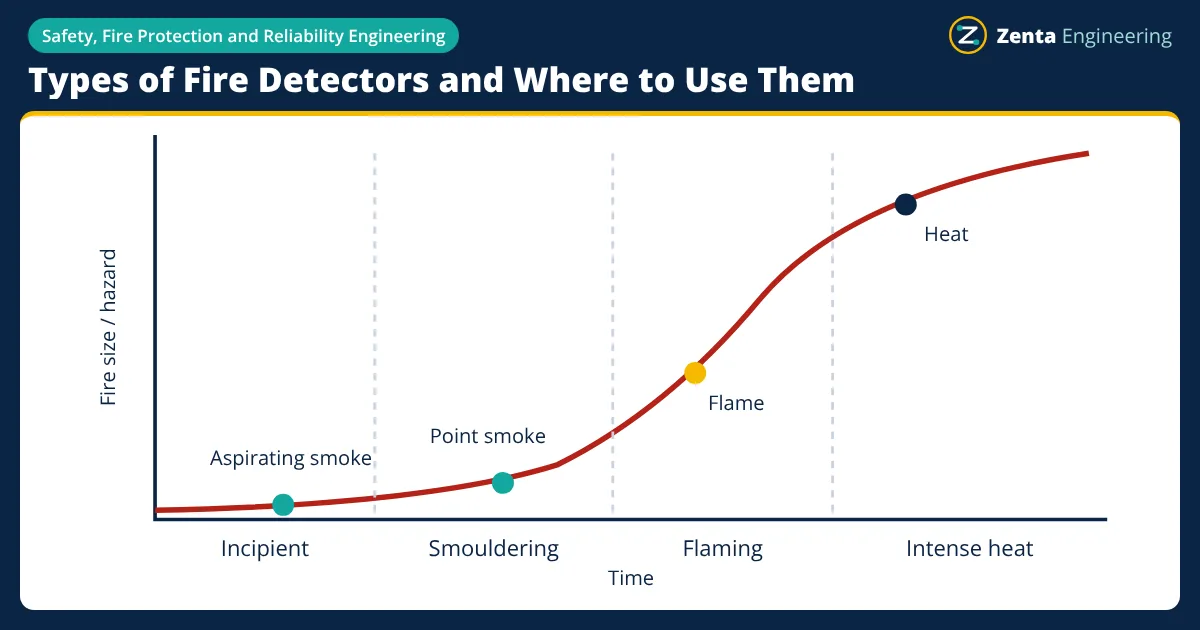 Safety, Fire Protection and Reliability Engineering
Zenta Engineering
Types of Fire Detectors and Where to Use Them
Fire size / hazard
Heat
Flame
Point smoke
Aspirating smoke
Incipient
Smouldering
Flaming
Intense heat
Time